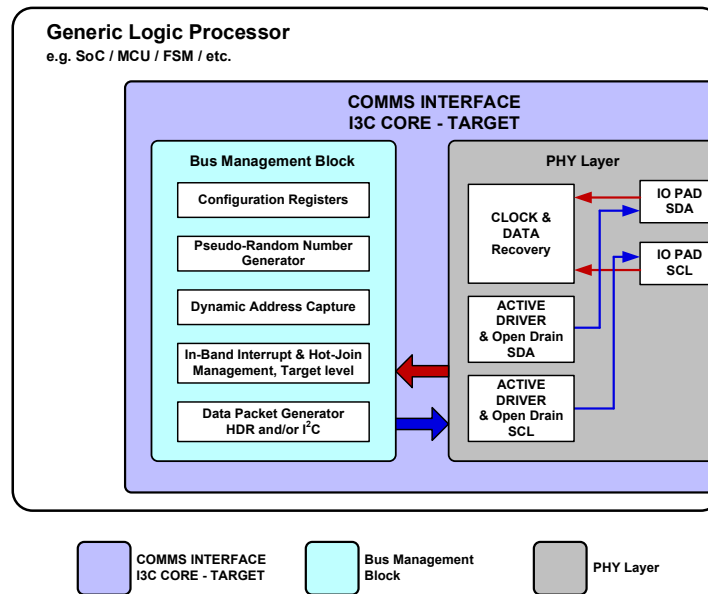 Generic Logic Processor
e.g. SoC / MCU / FSM / etc.
COMMS INTERFACE
I3C CORE - TARGET
Bus Management Block
Configuration Registers
Pseudo-Random Number
Generator
Dynamic Address Capture
In-Band Interrupt & Hot-Join
Management, Target level
Data Packet Generator
HDR and/or I²C
PHY Layer
CLOCK &
DATA
Recovery
ACTIVE
DRIVER
& Open Drain
SDA
ACTIVE
DRIVER
& Open Drain
SCL
IO PAD
SDA
IO PAD
SCL
COMMS INTERFACE
I3C CORE - TARGET
Bus Management
Block
PHY Layer